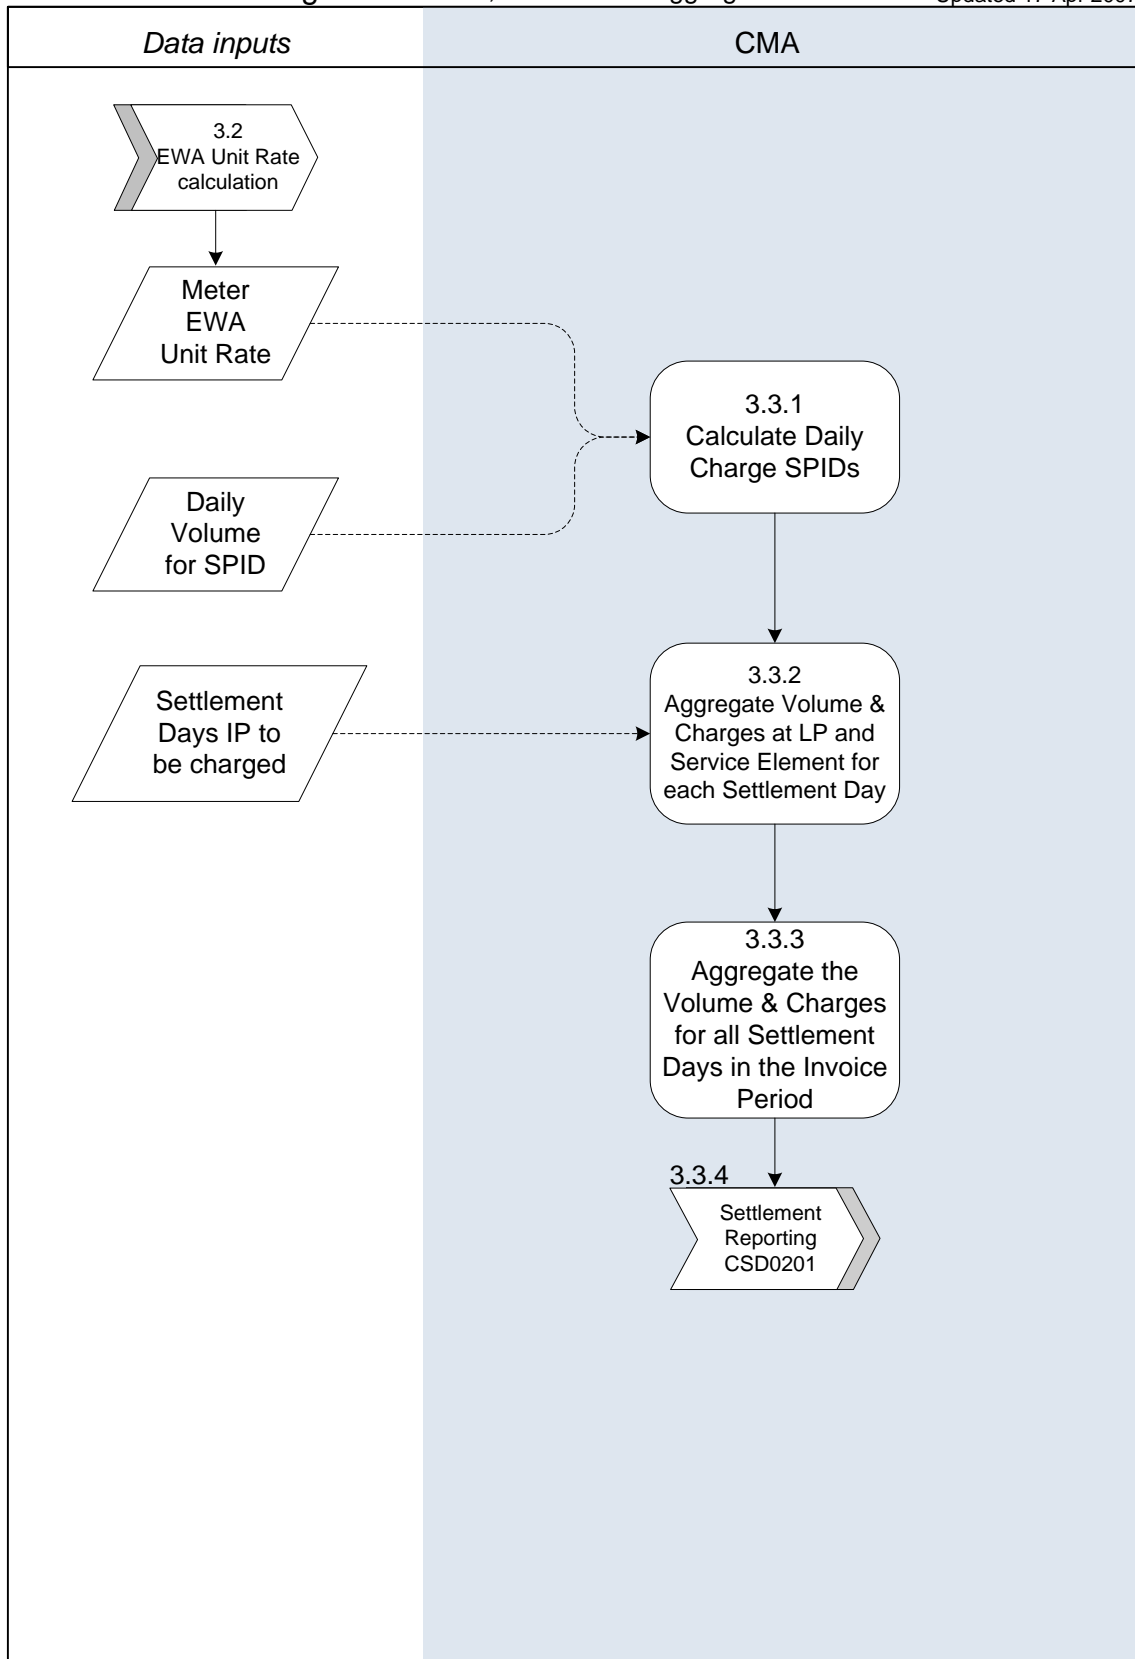 Data inputs
CMA
3.2
EWA Unit Rate
calculation
Meter
EWA
Unit Rate
3.3.1
Calculate Daily
Charge SPIDs
Daily
Volume
for SPID
Settlement
Days IP to
be charged
3.3.2
Aggregate Volume &
Charges at LP and
Service Element for
each Settlement Day
3.3.3
Aggregate the
Volume & Charges
for all Settlement
Days in the Invoice
Period
3.3.4
Settlement
Reporting
CSD0201